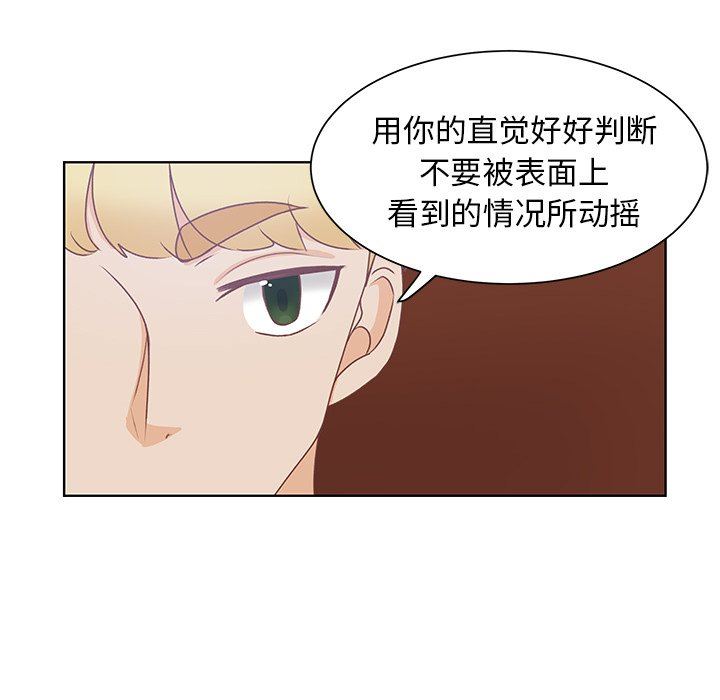 用你的直觉好好判断
不要被表面上
看到的情况所动摇